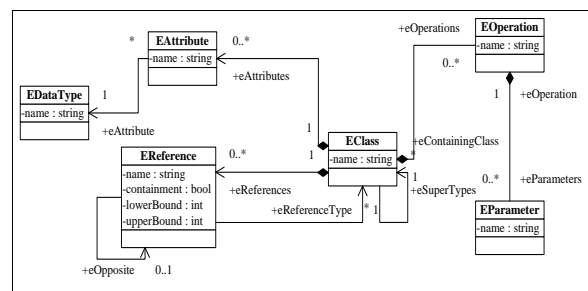 +eOperations
EOperation
-name : string
0..*
1
+eOperation
*
EAttribute
-name : string
0..*
+eAttributes
EDataType
-name : string
1
+eAttribute
1
1
EClass
-name : string
+eContainingClass
*
1
+eSuperTypes
* 1
EReference
-name : string
-containment : bool
-lowerBound : int
-upperBound : int
0..*
+eReferences
+eReferenceType
+eOpposite
0..1
+eParameters
0..*
EParameter
-name : string